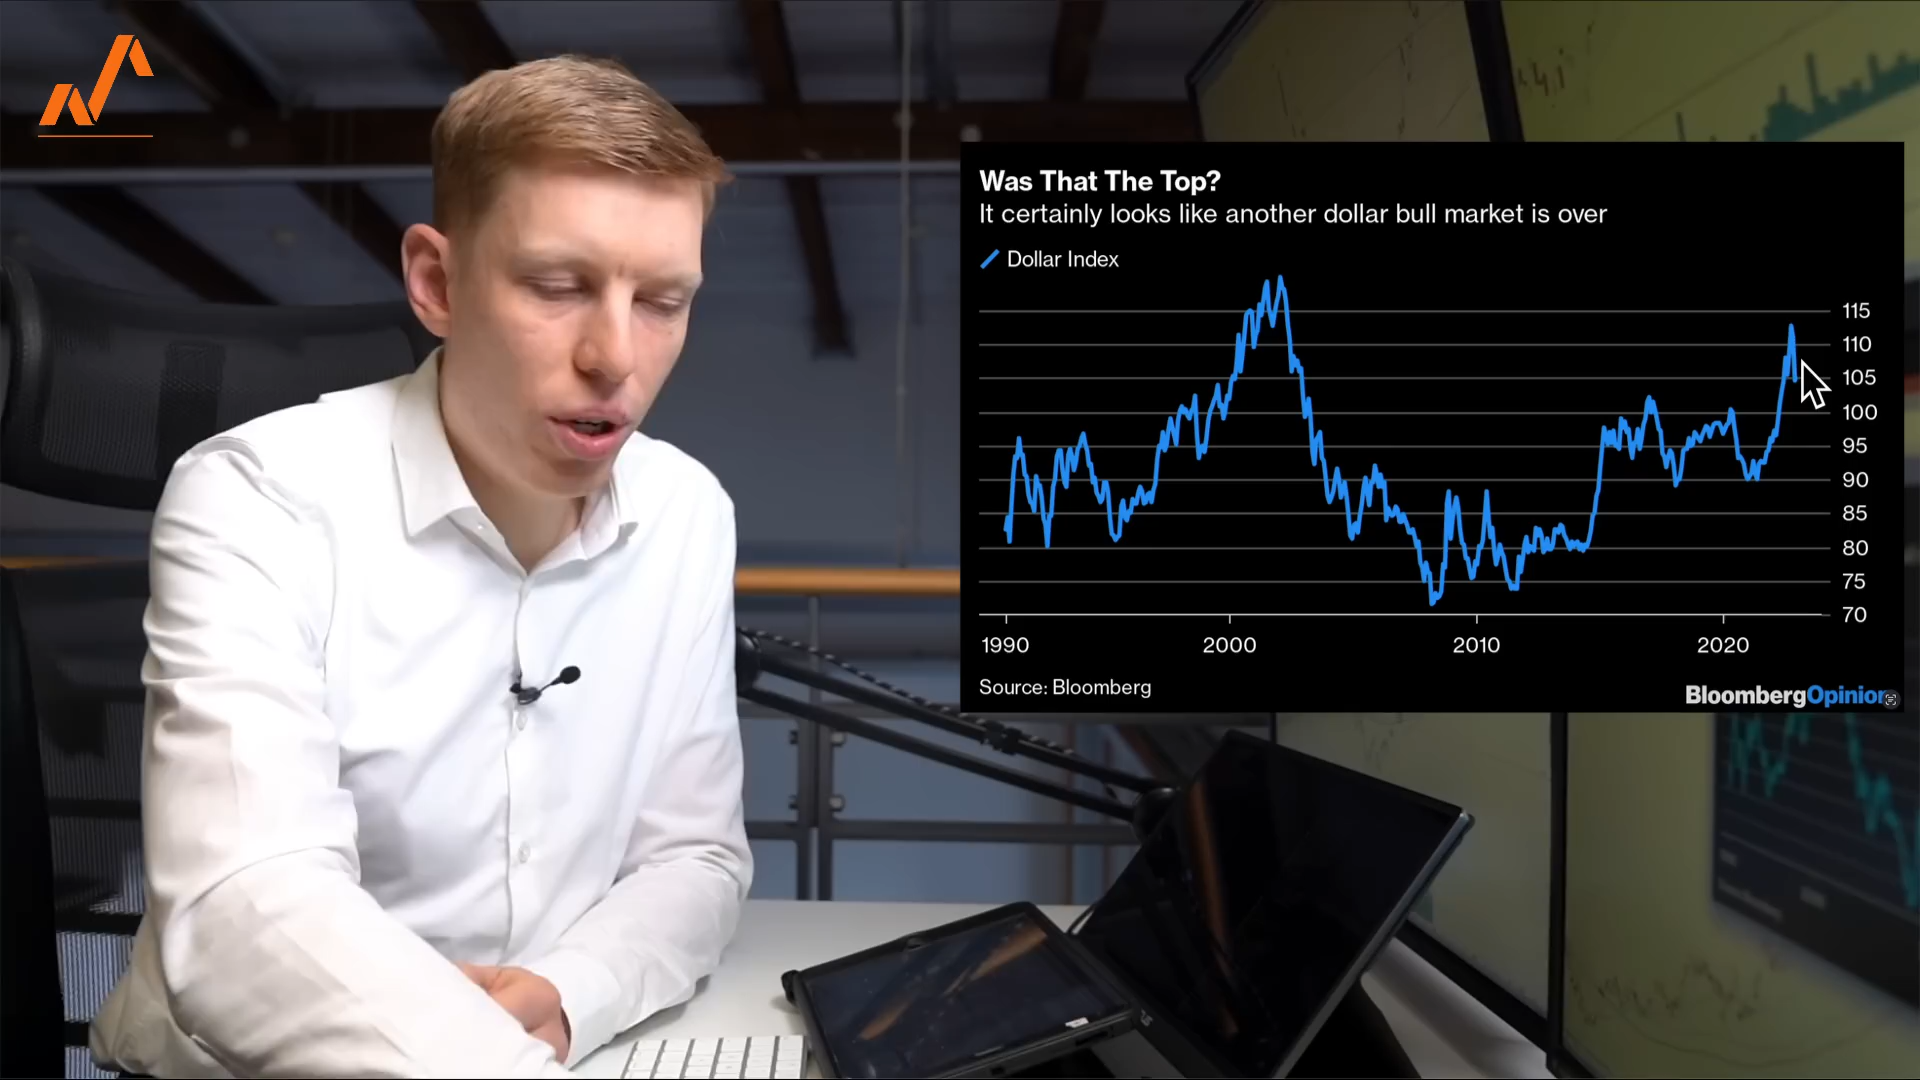 Was That The Top?
It certainly looks like another dollar bull market is over
Dollar Index
115
110
105
100
95
90
85
80
75
70
1990 2000 2010 2020
Source: Bloomberg
BloombergOpinion